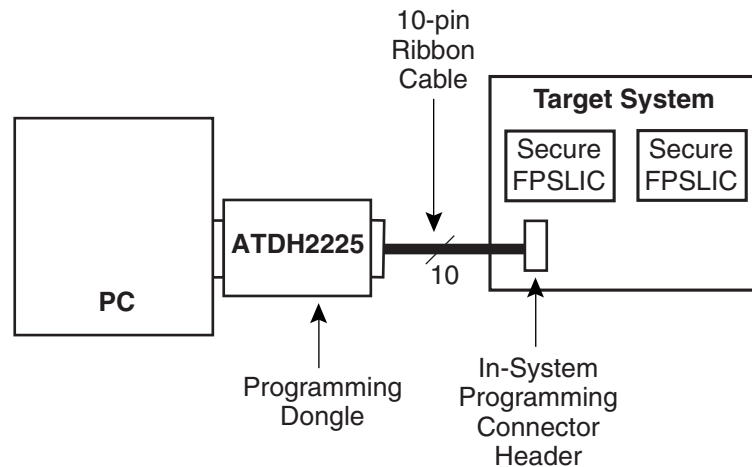 10-pin
Ribbon
Cable
Target System
Secure
FPSLIC
Secure
FPSLIC
ATDH2225
10
PC
Programming
Dongle
In-System
Programming
Connector
Header